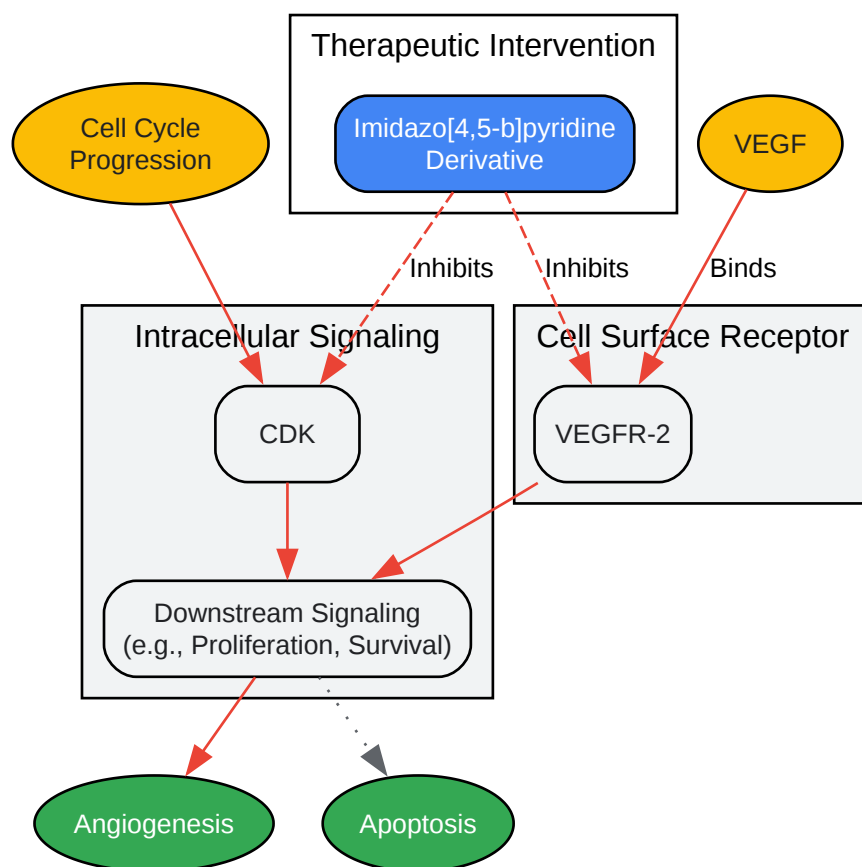 Therapeutic Intervention
Cell Cycle
Progression
Imidazo[4,5-b]pyridine
Derivative
VEGF
Inhibits
Inhibits
Binds
Intracellular Signaling
Cell Surface Receptor
CDK
VEGFR-2
Downstream Signaling
(e.g., Proliferation, Survival)
Angiogenesis
Apoptosis